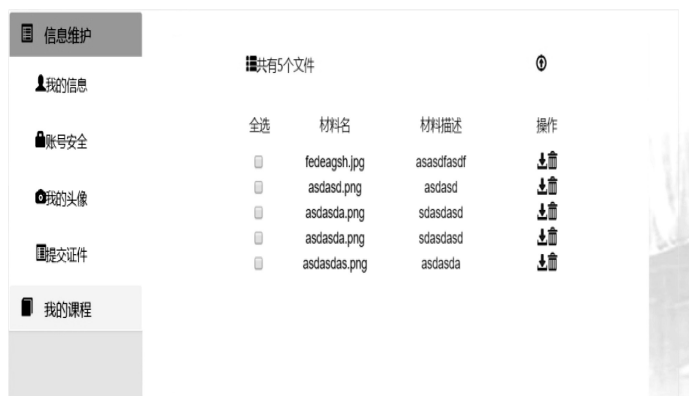 信息维护
我的信息
账号安全
我的头像
提交证件
我的课程
共有5个文件
全选 材料名 材料描述 操作
fedeagsh.jpg asasdfasdf
asdasd.png asdasd
asdasda.png sdasdasd
asdasda.png sdasdasd
asdasdas.png asdasda